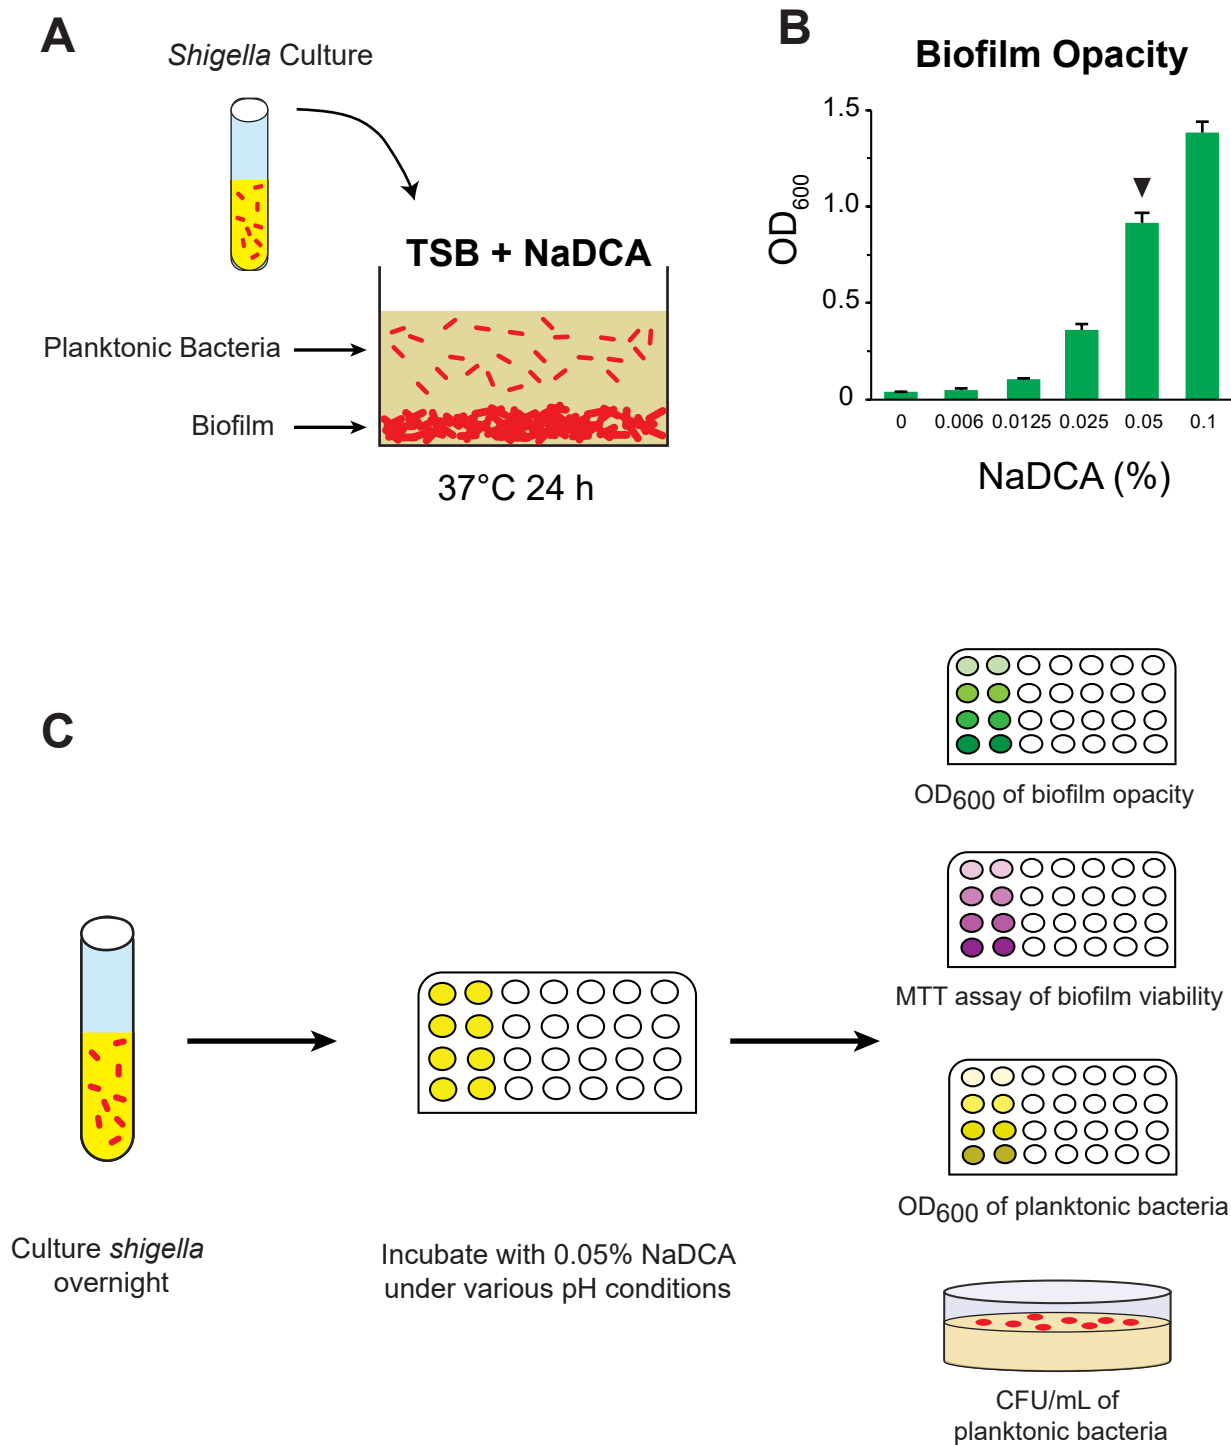 A
Shigella Culture
TSB + NaDCA
Planktonic Bacteria
Biofilm
37°C 24 h
B
Biofilm Opacity
OD600
1.5
1.0
0.5
0
0 0.006 0.0125 0.025 0.05 0.1
NaDCA (%)
C
Culture shigella
overnight
Incubate with 0.05% NaDCA
under various pH conditions
OD600 of biofilm opacity
MTT assay of biofilm viability
OD600 of planktonic bacteria
CFU/mL of
planktonic bacteria